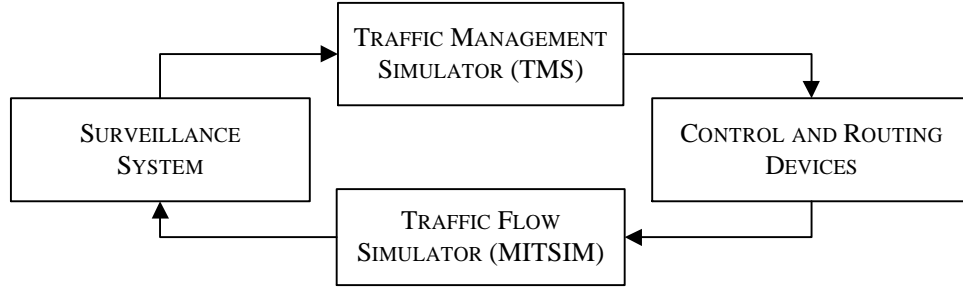 TRAFFIC MANAGEMENT
SIMULATOR (TMS)
SURVEILLANCE
SYSTEM
CONTROL AND ROUTING
DEVICES
TRAFFIC FLOW
SIMULATOR (MITSIM)